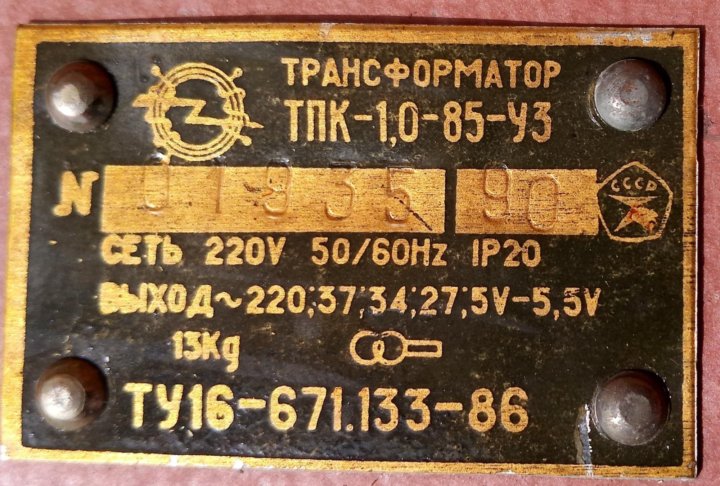 ТРАНСФОРМАТОР
ТПК-1,0-85-У3
N 01935 90 СССР
СЕТЬ 220V 50/60Hz IP20
ВЫХОД~220;37;34;27;5V-5,5V
13Kg
ТУ16-671.133-86